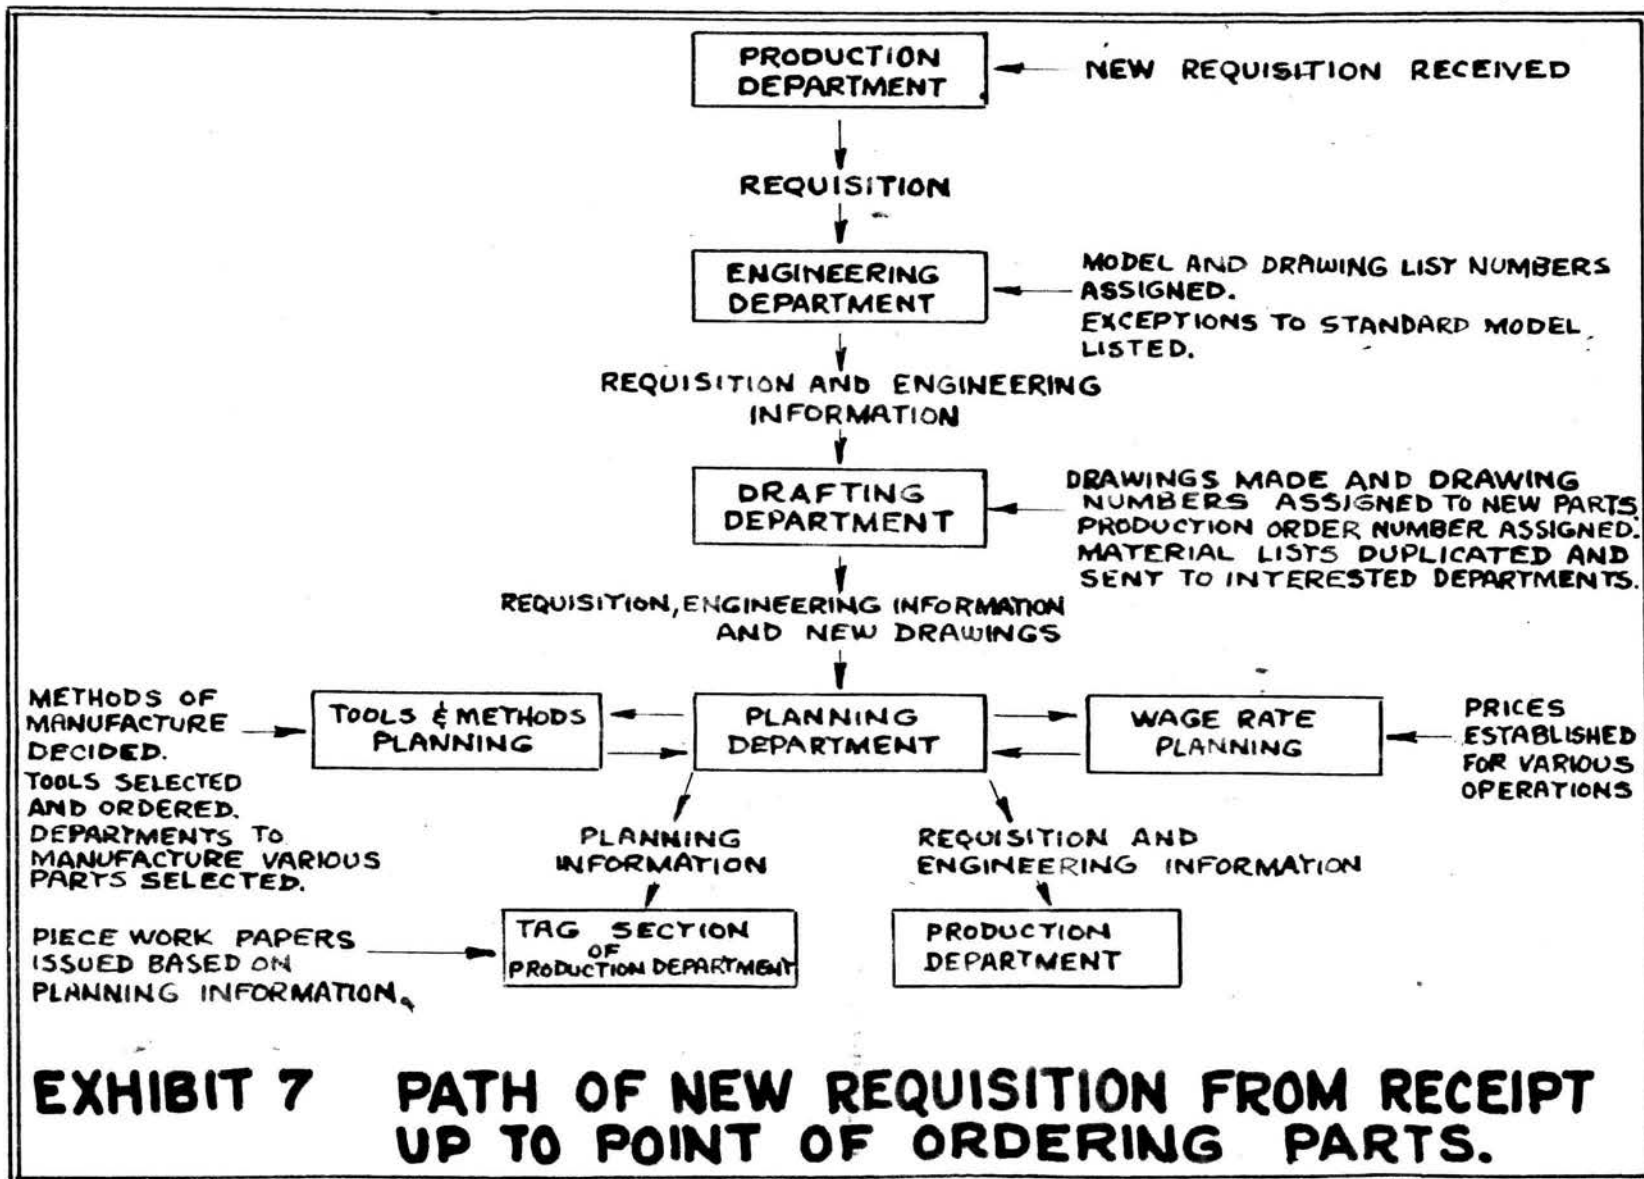 PRODUCTION
DEPARTMENT
NEW REQUISITION RECEIVED
REQUISITION
ENGINEERING
DEPARTMENT
MODEL AND DRAWING LIST NUMBERS
ASSIGNED.
EXCEPTIONS TO STANDARD MODEL
LISTED.
REQUISITION AND ENGINEERING
INFORMATION
DRAFTING
DEPARTMENT
DRAWINGS MADE AND DRAWING
NUMBERS ASSIGNED TO NEW PARTS.
PRODUCTION ORDER NUMBER ASSIGNED.
MATERIAL LISTS DUPLICATED AND
SENT TO INTERESTED DEPARTMENTS.
REQUISITION, ENGINEERING INFORMATION
AND NEW DRAWINGS
METHODS OF
MANUFACTURE
DECIDED.
TOOLS SELECTED
AND ORDERED.
DEPARTMENTS TO
MANUFACTURE VARIOUS
PARTS SELECTED.
TOOLS & METHODS
PLANNING
PLANNING
DEPARTMENT
WAGE RATE
PLANNING
PRICES
ESTABLISHED
FOR VARIOUS
OPERATIONS
PLANNING
INFORMATION
REQUISITION AND
ENGINEERING INFORMATION
PIECE WORK PAPERS
ISSUED BASED ON
PLANNING INFORMATION.
TAG SECTION
OF
PRODUCTION DEPARTMENT
PRODUCTION
DEPARTMENT
EXHIBIT 7 PATH OF NEW REQUISITION FROM RECEIPT
UP TO POINT OF ORDERING PARTS.